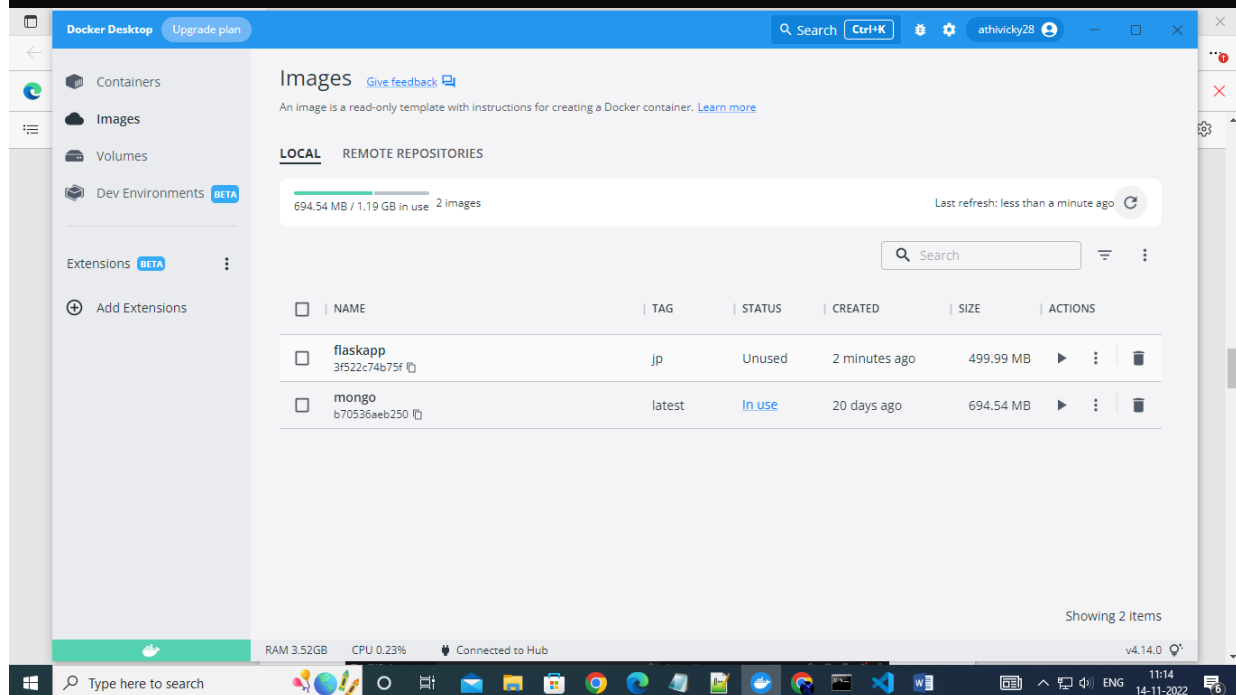 Docker Desktop Upgrade plan Search Ctrl+K athivicky28
Containers
Images
Volumes
Dev Environments BETA
Extensions BETA
Add Extensions
Images Give feedback
An image is a read-only template with instructions for creating a Docker container. Learn more
LOCAL REMOTE REPOSITORIES
694.54 MB / 1.19 GB in use 2 images Last refresh: less than a minute ago
Search
NAME TAG STATUS CREATED SIZE ACTIONS
flaskapp
3f522c74b75f
jp Unused 2 minutes ago 499.99 MB
mongo
b70536aeb250
latest In use 20 days ago 694.54 MB
Showing 2 items
RAM 3.52GB CPU 0.23% Connected to Hub v4.14.0
Type here to search ENG 11:14
14-11-2022 6